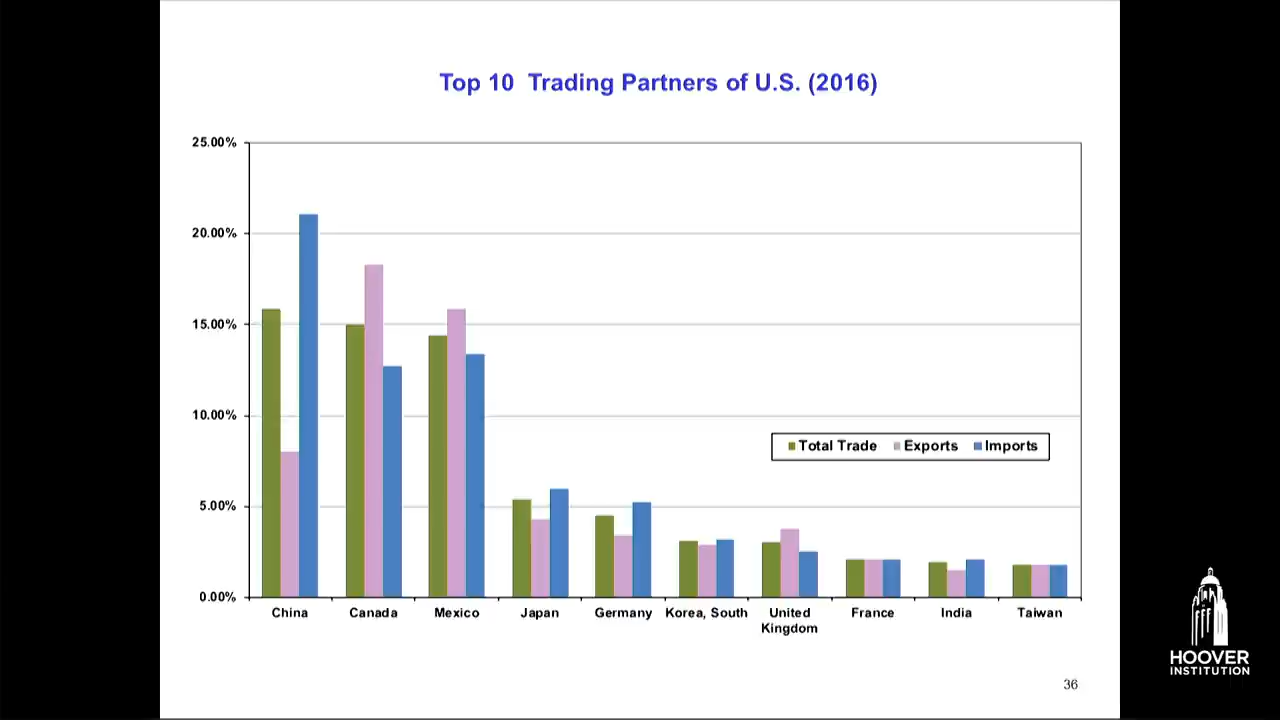 Top 10 Trading Partners of U.S. (2016)
25.00%
20.00%
15.00%
10.00%
5.00%
0.00%
Total Trade Exports Imports
China Canada Mexico Japan Germany Korea, South United Kingdom France India Taiwan
36
HOOVER
INSTITUTION